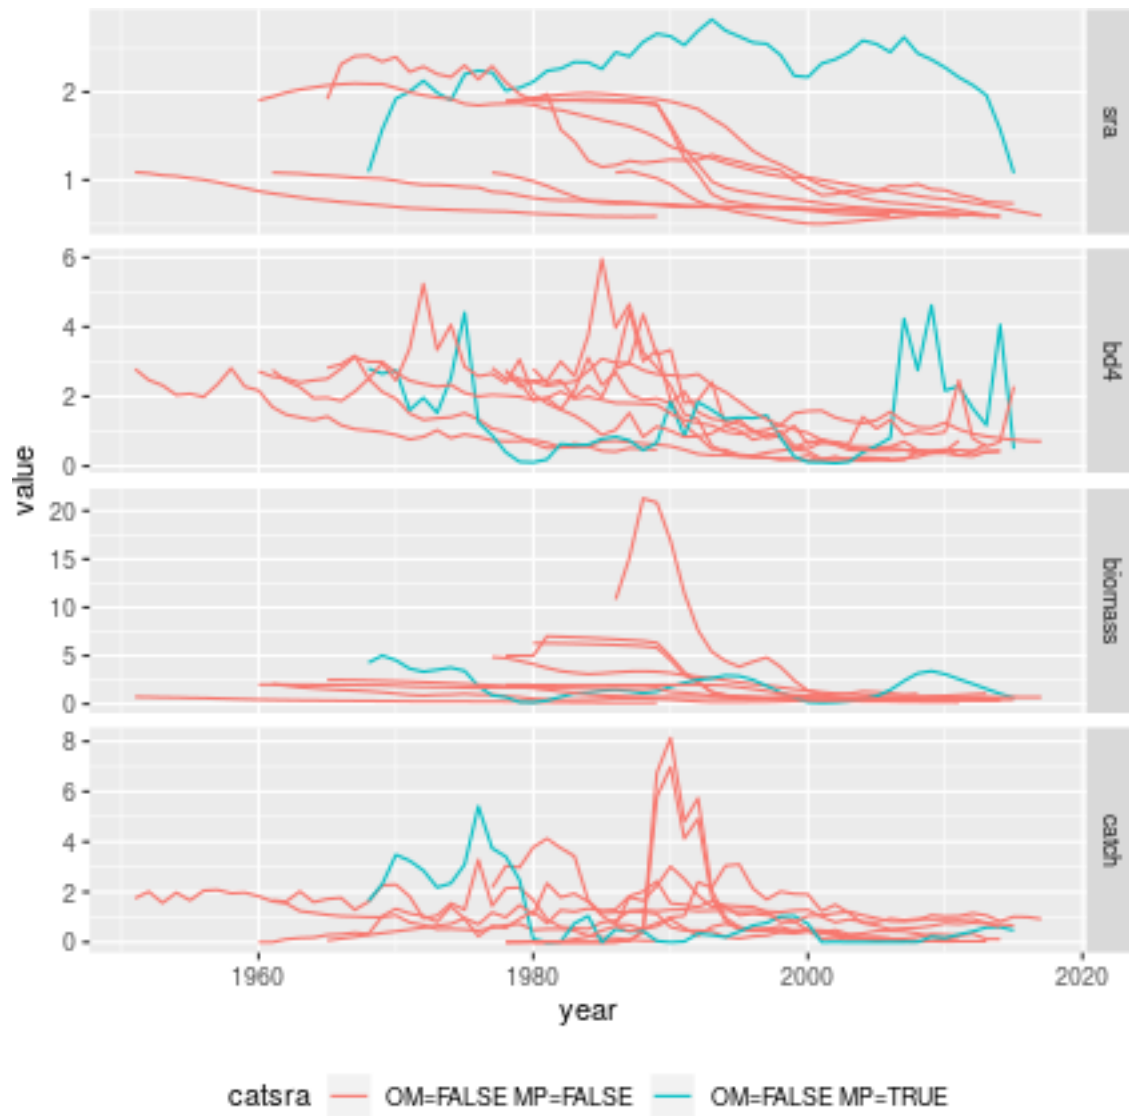 2
1
sra
6
4
2
0
bd4
value
20
15
10
5
0
biomass
8
6
4
2
0
catch
1960 1980 2000 2020
year
catsra OM=FALSE MP=FALSE OM=FALSE MP=TRUE